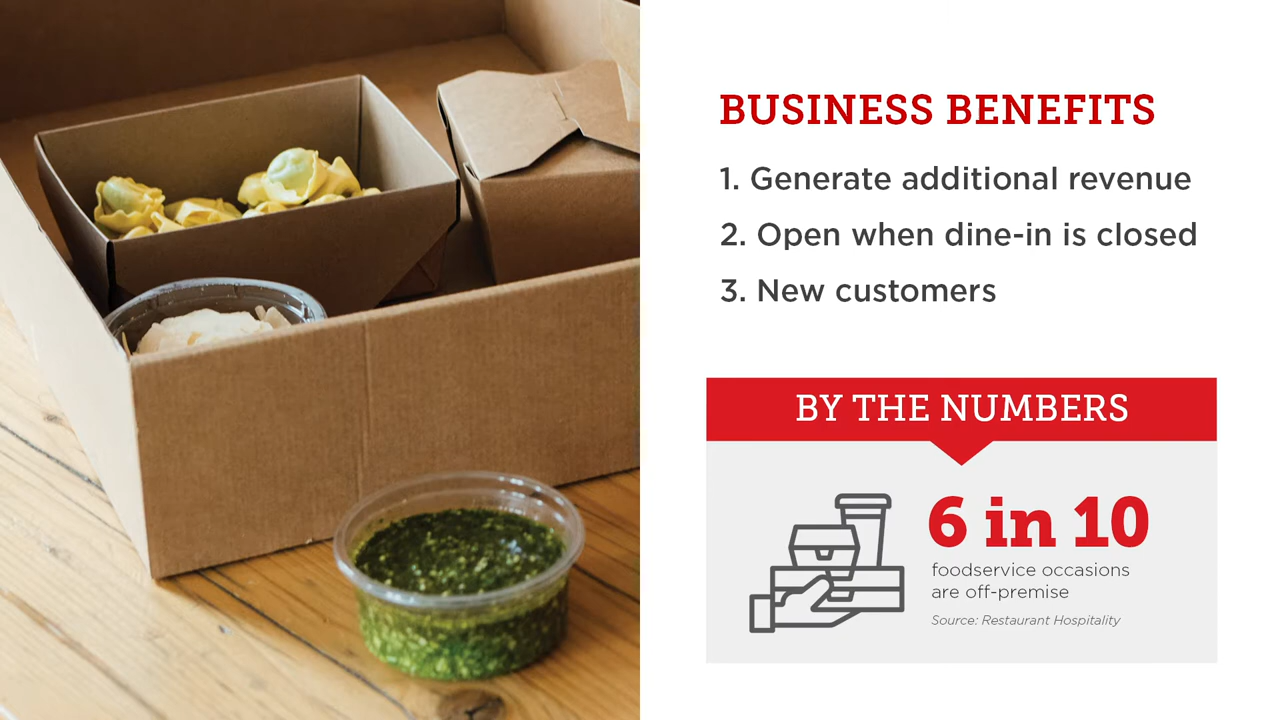 BUSINESS BENEFITS
1. Generate additional revenue
2. Open when dine-in is closed
3. New customers
BY THE NUMBERS
6 in 10
foodservice occasions
are off-premise
Source: Restaurant Hospitality